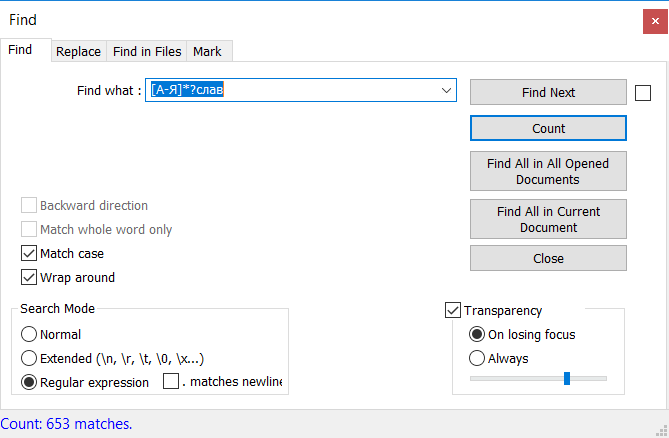 Find
Find Replace Find in Files Mark
Find what : [А-Я]*?слав
Find Next
Count
Find All in All Opened
Documents
Find All in Current
Document
Close
Backward direction
Match whole word only
Match case
Wrap around
Search Mode
Normal
Extended (\n, \r, \t, \0, \x...)
Regular expression . matches newline
Transparency
On losing focus
Always
Count: 653 matches.